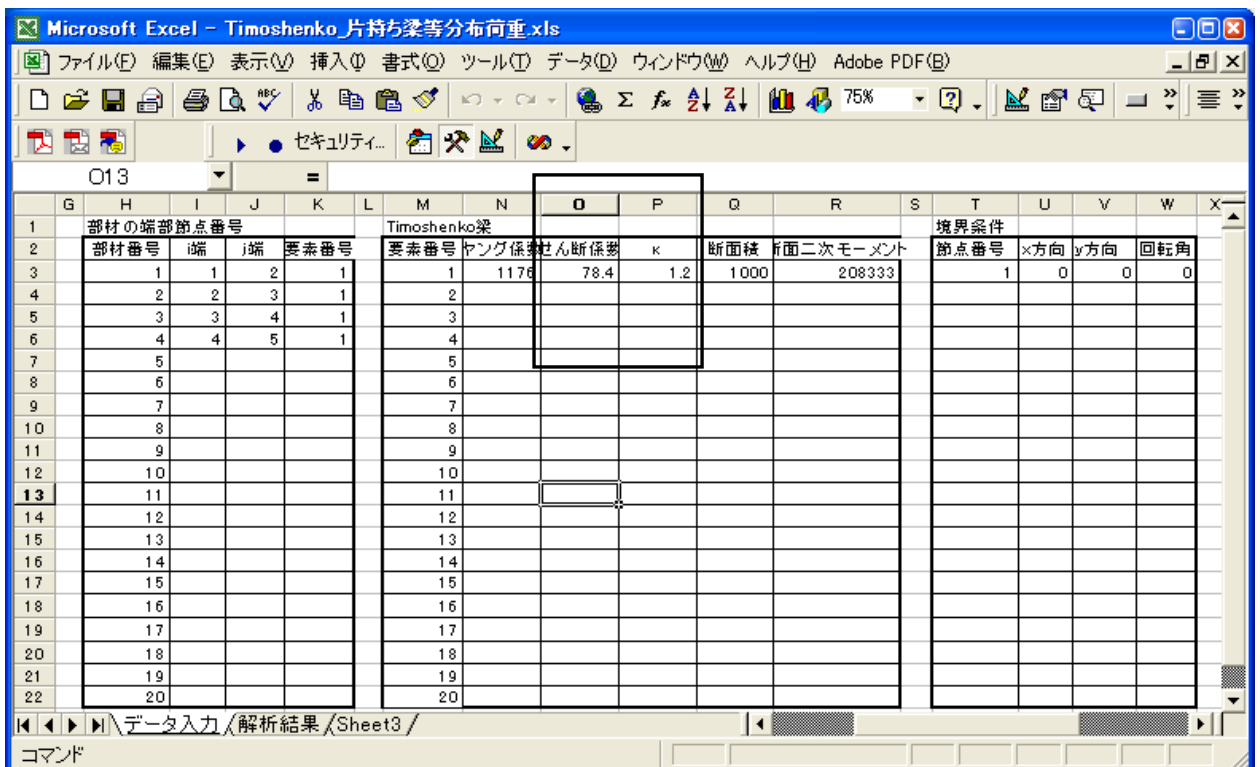 Microsoft Excel - Timoshenko_片持ち梁等分布荷重.xls
ファイル(F) 編集(E) 表示(V) 挿入(I) 書式(O) ツール(T) データ(D) ウィンドウ(W) ヘルプ(H) Adobe PDF(B)
75%
セキュリティ...
O13 =
G H I J K L M N O P Q R S T U V W X
1 部材の端部節点番号 Timoshenko梁 境界条件
2 部材番号 i端 j端 要素番号 要素番号 ヤング係数 せん断係数 κ 断面積 断面二次モーメント 節点番号 x方向 y方向 回転角
3 1 1 2 1 1 1176 78.4 1.2 1000 208333 1 0 0 0
4 2 2 3 1 2
5 3 3 4 1 3
6 4 4 5 1 4
7 5 5
8 6 6
9 7 7
10 8 8
11 9 9
12 10 10
13 11 11
14 12 12
15 13 13
16 14 14
17 15 15
18 16 16
19 17 17
20 18 18
21 19 19
22 20 20
データ入力 解析結果 Sheet3
コマンド